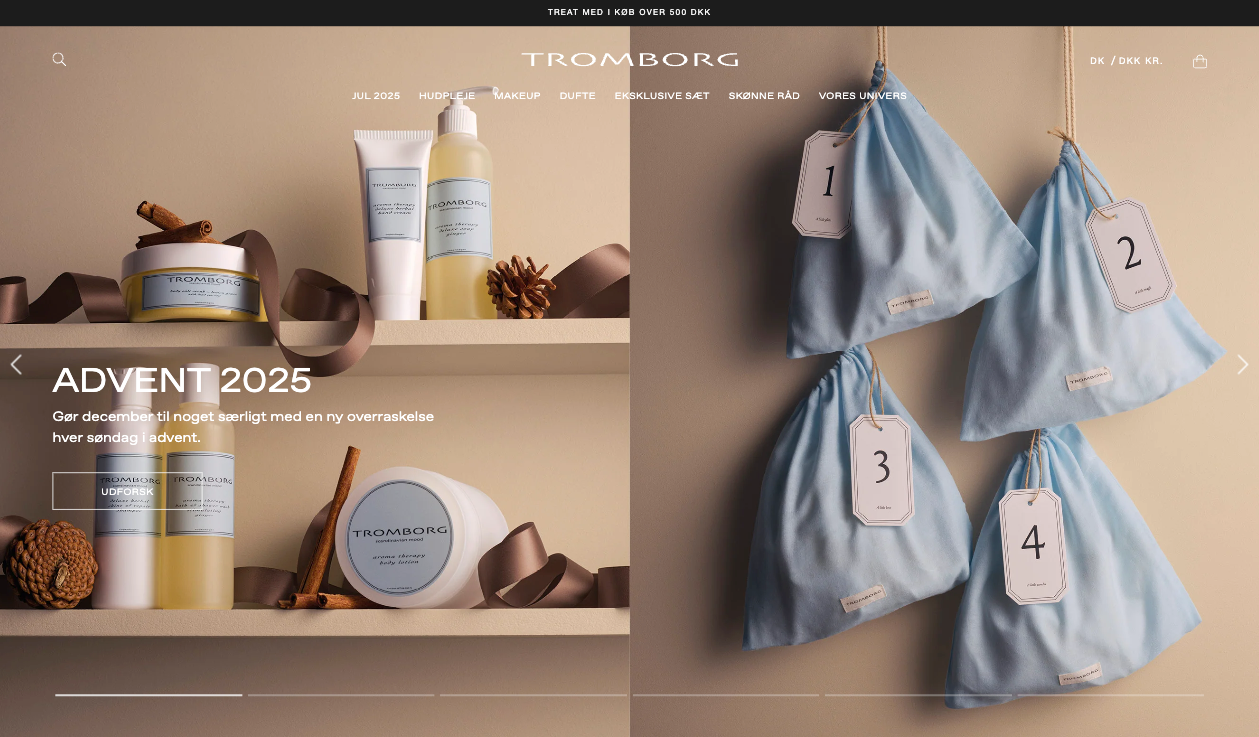 TREAT MED I KØB OVER 500 DKK
TROMBORG
DK / DKK KR.
JUL 2025 HUDPLEJE MAKEUP DUFTE EKSKLUSIVE SÆT SKØNNE RÅD VORES UNIVERS
TROMBORG
aroma therapy
deluxe herbal
hand cream
TROMBORG
aroma therapy
deluxe soap
ginger
TROMBORG
1
TROMBORG
2
TROMBORG
ADVENT 2025
Gør december til noget særligt med en ny overraskelse
hver søndag i advent.
UDFORSK
TROMBORG
TROMBORG
TROMBORG
scandinavian mood
aroma therapy
body lotion
3
TROMBORG
4
TROMBORG